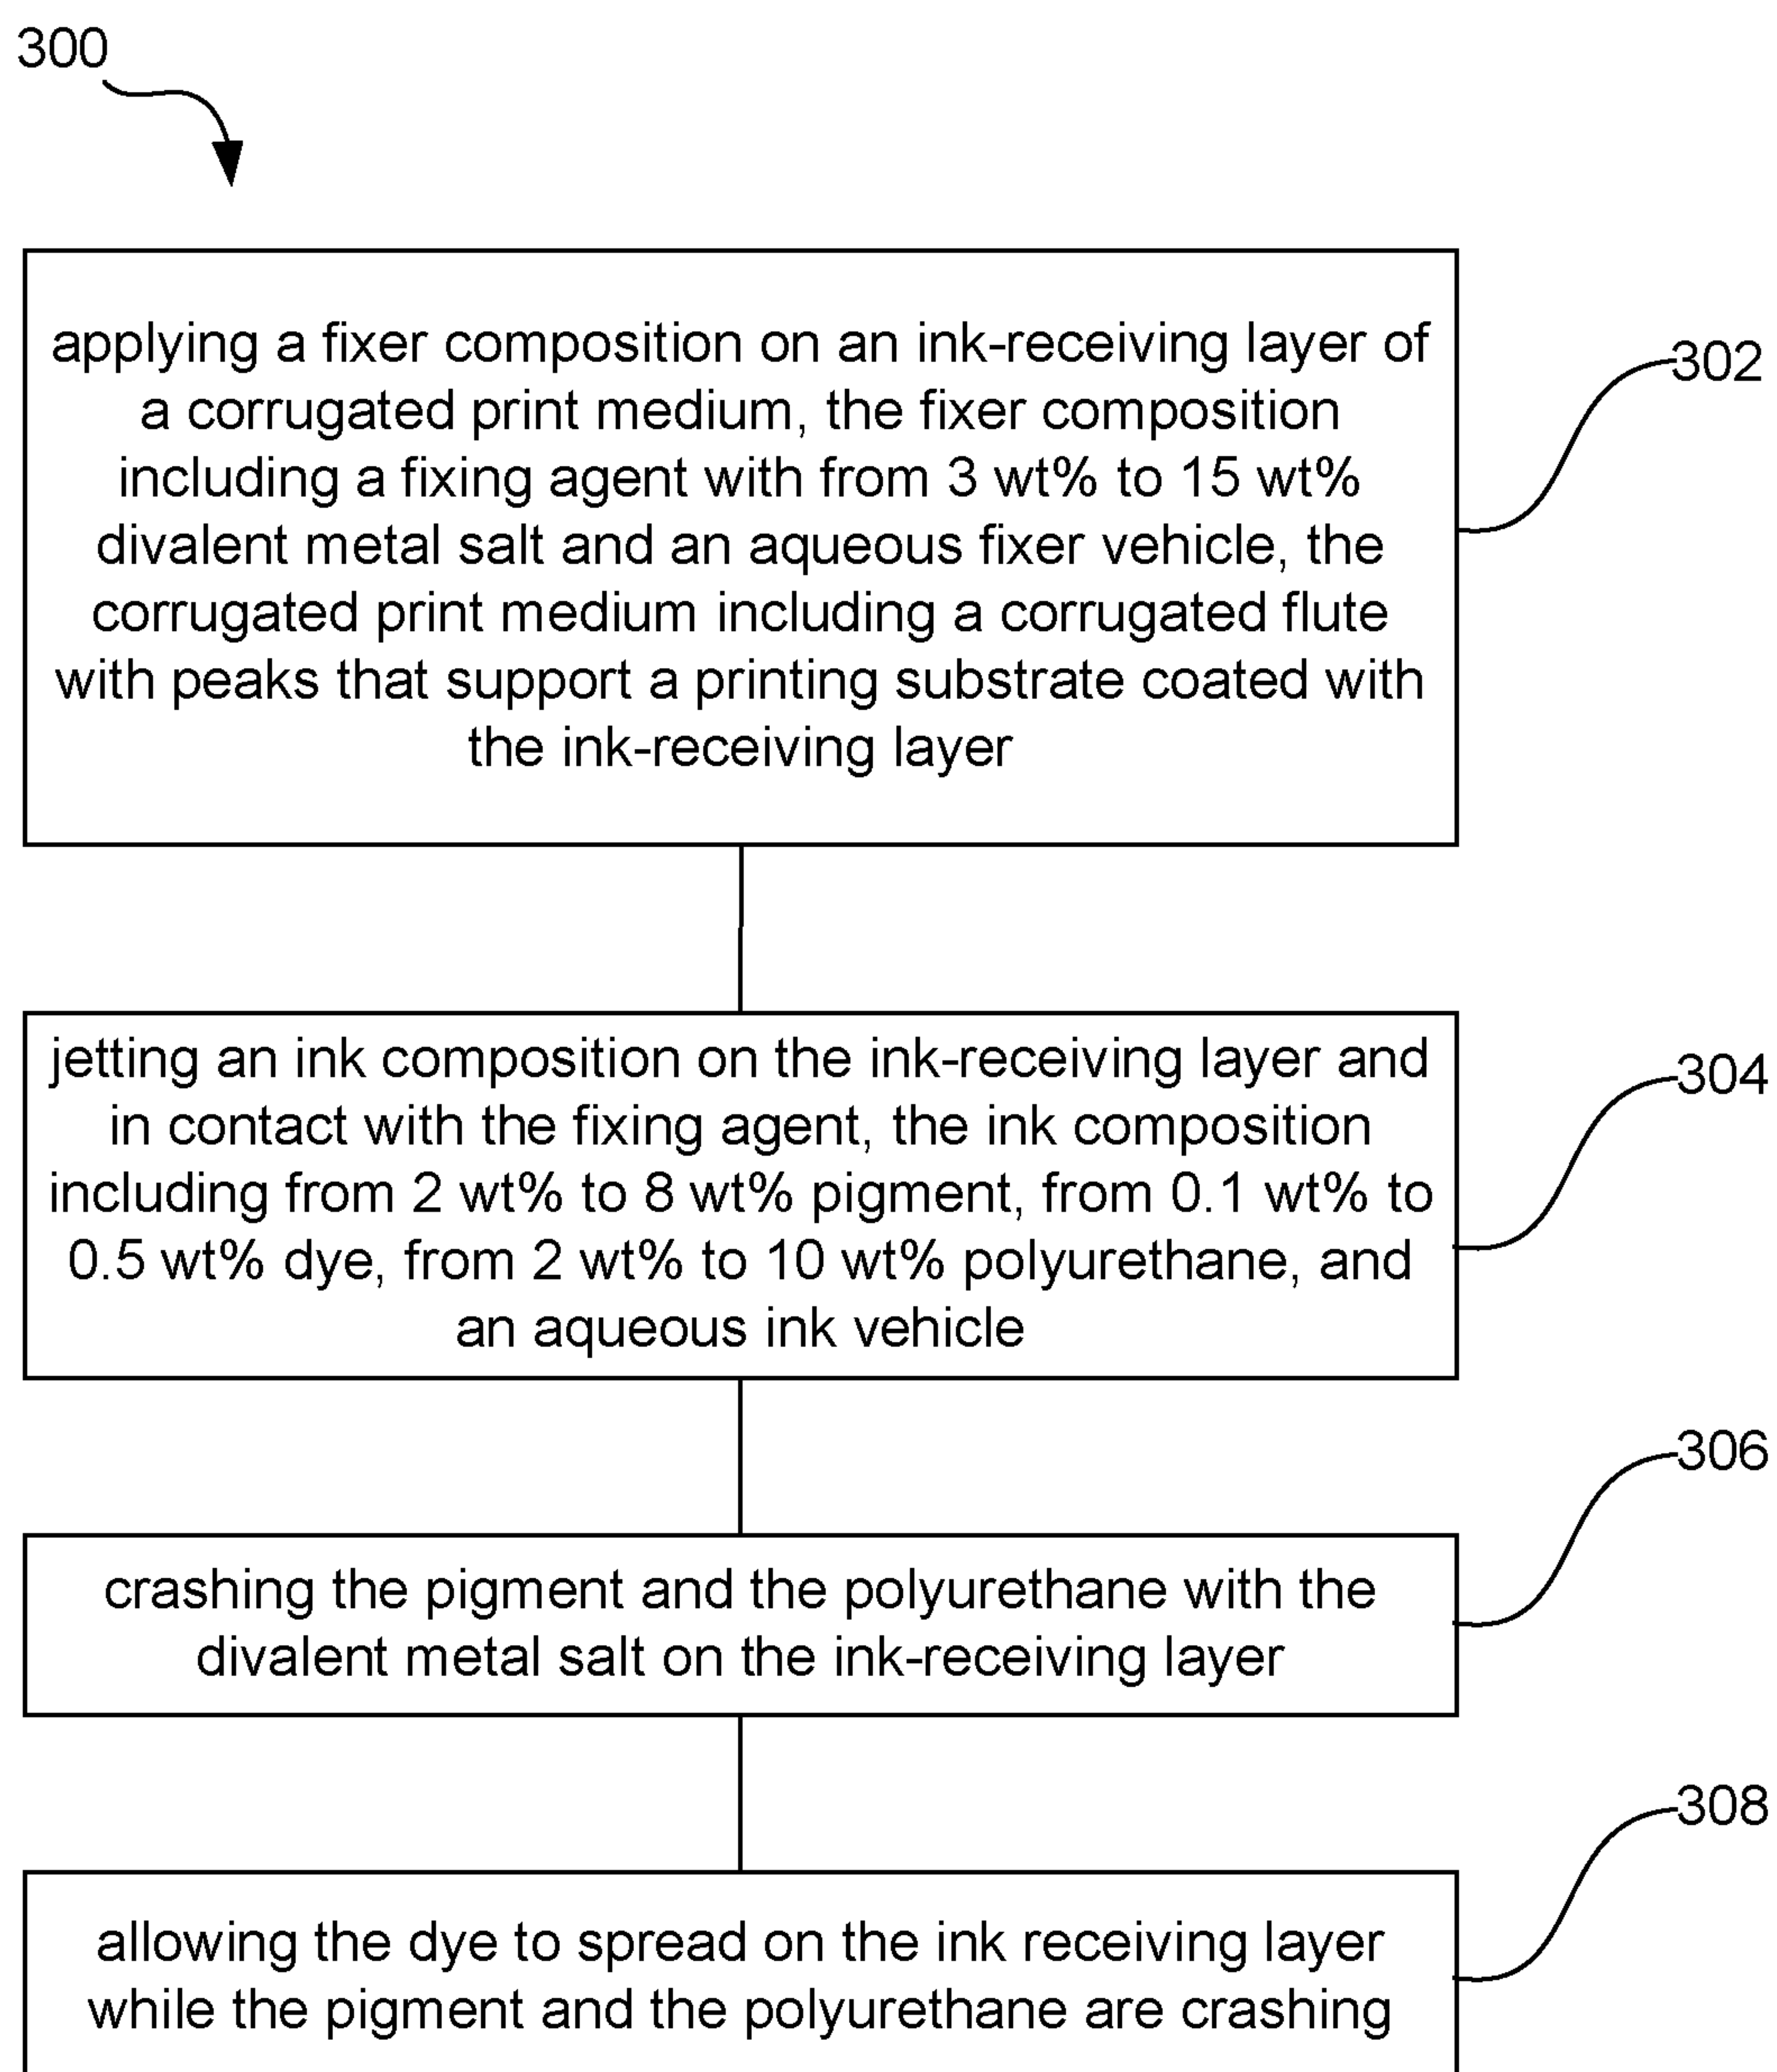 300
applying a fixer composition on an ink-receiving layer of
a corrugated print medium, the fixer composition
including a fixing agent with from 3 wt% to 15 wt%
divalent metal salt and an aqueous fixer vehicle, the
corrugated print medium including a corrugated flute
with peaks that support a printing substrate coated with
the ink-receiving layer
302
jetting an ink composition on the ink-receiving layer and
in contact with the fixing agent, the ink composition
including from 2 wt% to 8 wt% pigment, from 0.1 wt% to
0.5 wt% dye, from 2 wt% to 10 wt% polyurethane, and
an aqueous ink vehicle
304
crashing the pigment and the polyurethane with the
divalent metal salt on the ink-receiving layer
306
allowing the dye to spread on the ink receiving layer
while the pigment and the polyurethane are crashing
308